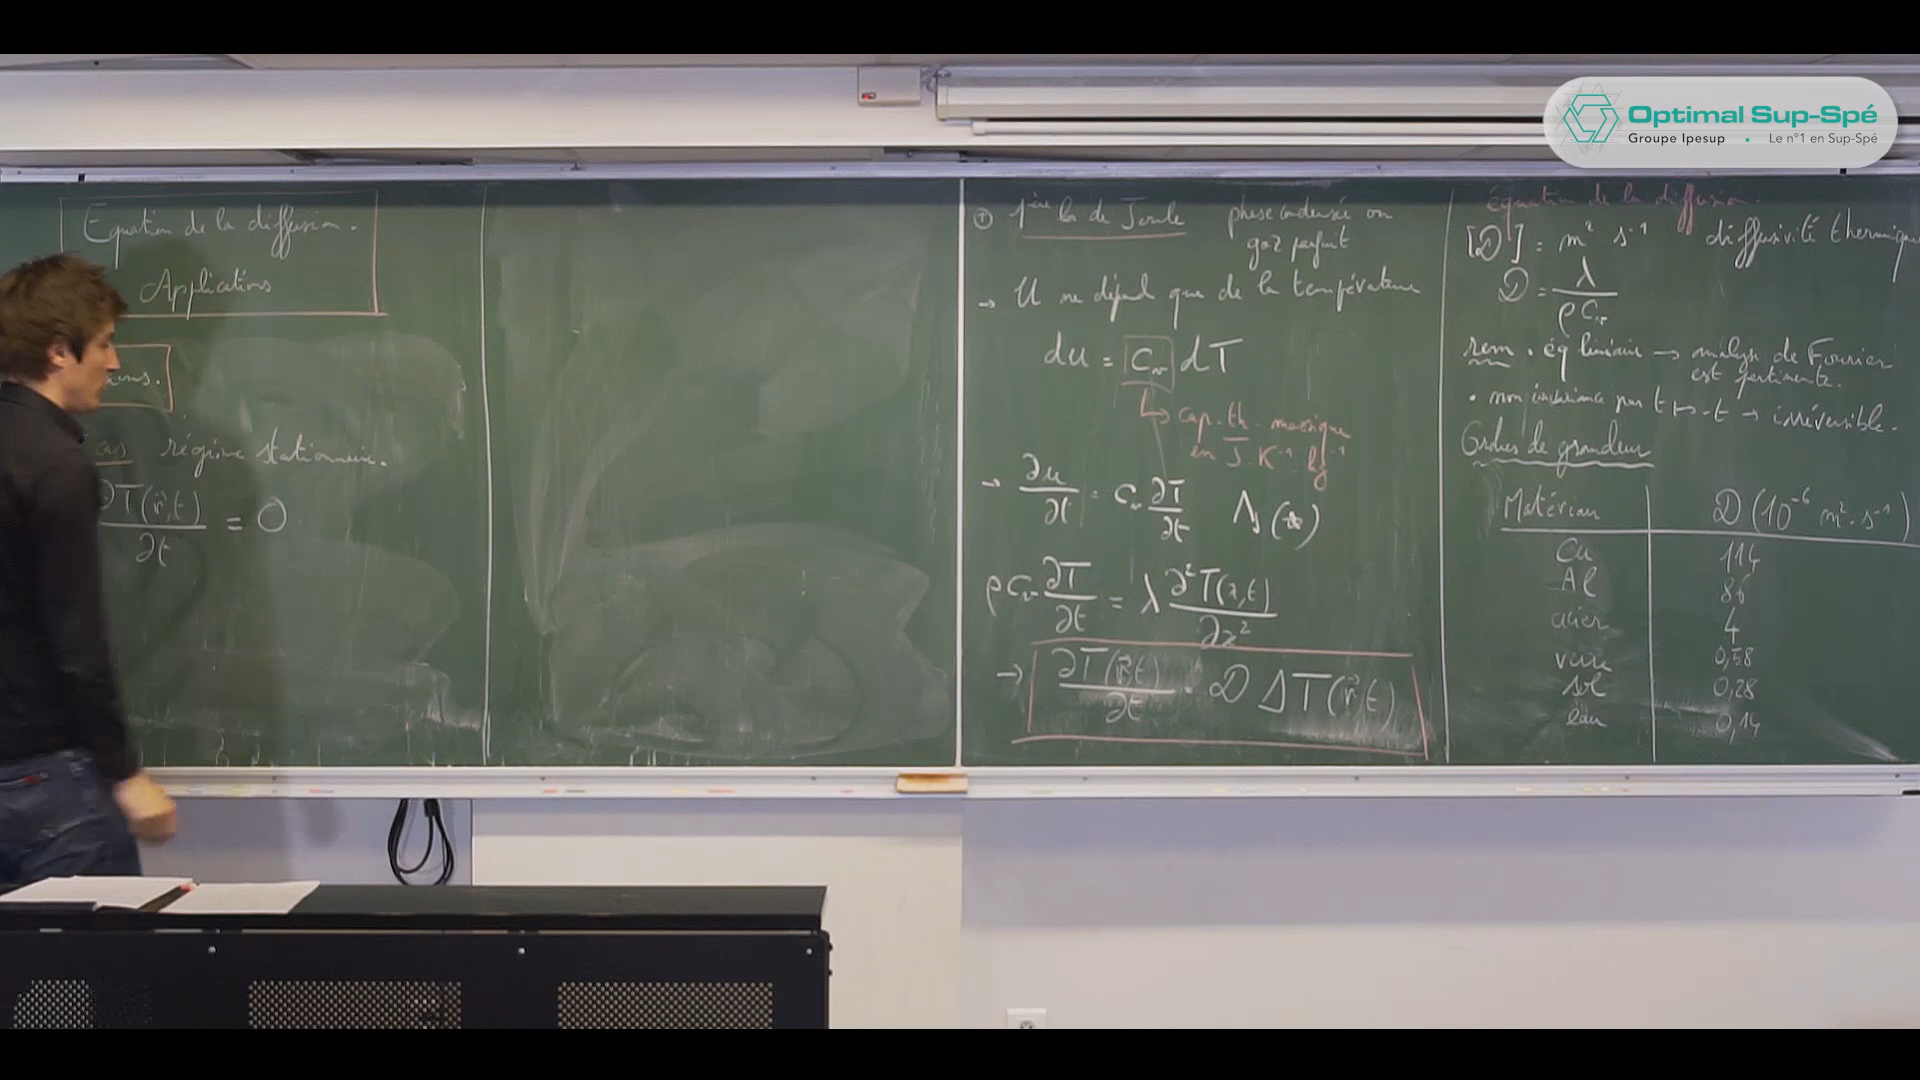 Optimal Sup-Spé
Groupe Ipesup . Le n°1 en Sup-Spé
Equation de la diffusion.
Applications
régime stationnaire.
∂T(r⃗,t)/∂t = 0
1ère loi de Joule phase condensée ou
gaz parfait
→ U ne dépend que de la température
du = cᵥ dT
↳ cap. th. massique
en J. K⁻¹. kg⁻¹
→ ∂u/∂t = cᵥ ∂T/∂t
ρ cᵥ ∂T/∂t = λ ∂²T(x,t)/∂x²
→ ∂T(r⃗,t)/∂t = D ΔT(r⃗,t)
équation de la diffusion.
[D] = m² s⁻¹ diffusivité thermique
D = λ/(ρ cᵥ)
rem . éq linéaire → analyse de Fourier
est pertinente.
• non invariance par t ↦ -t → irréversible.
Ordres de grandeur
Matériau D (10⁻⁶ m². s⁻¹)
Cu 114
Al 86
acier 4
verre 0,58
sol 0,28
eau 0,14